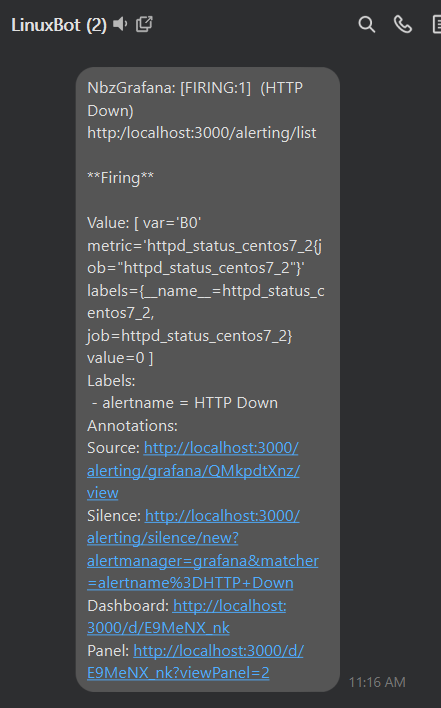 LinuxBot (2)
NbzGrafana: [FIRING:1]  (HTTP
Down)
http:/localhost:3000/alerting/list
**Firing**
Value: [ var='B0'
metric='httpd_status_centos7_2{j
ob="httpd_status_centos7_2"}'
labels={__name__=httpd_status_c
entos7_2,
job=httpd_status_centos7_2}
value=0 ]
Labels:
- alertname = HTTP Down
Annotations:
Source: http://localhost:3000/
alerting/grafana/QMkpdtXnz/
view
Silence: http://localhost:3000/
alerting/silence/new?
alertmanager=grafana&matcher
=alertname%3DHTTP+Down
Dashboard: http://localhost:
3000/d/E9MeNX_nk
Panel: http://localhost:3000/d/
E9MeNX_nk?viewPanel=2
11:16 AM